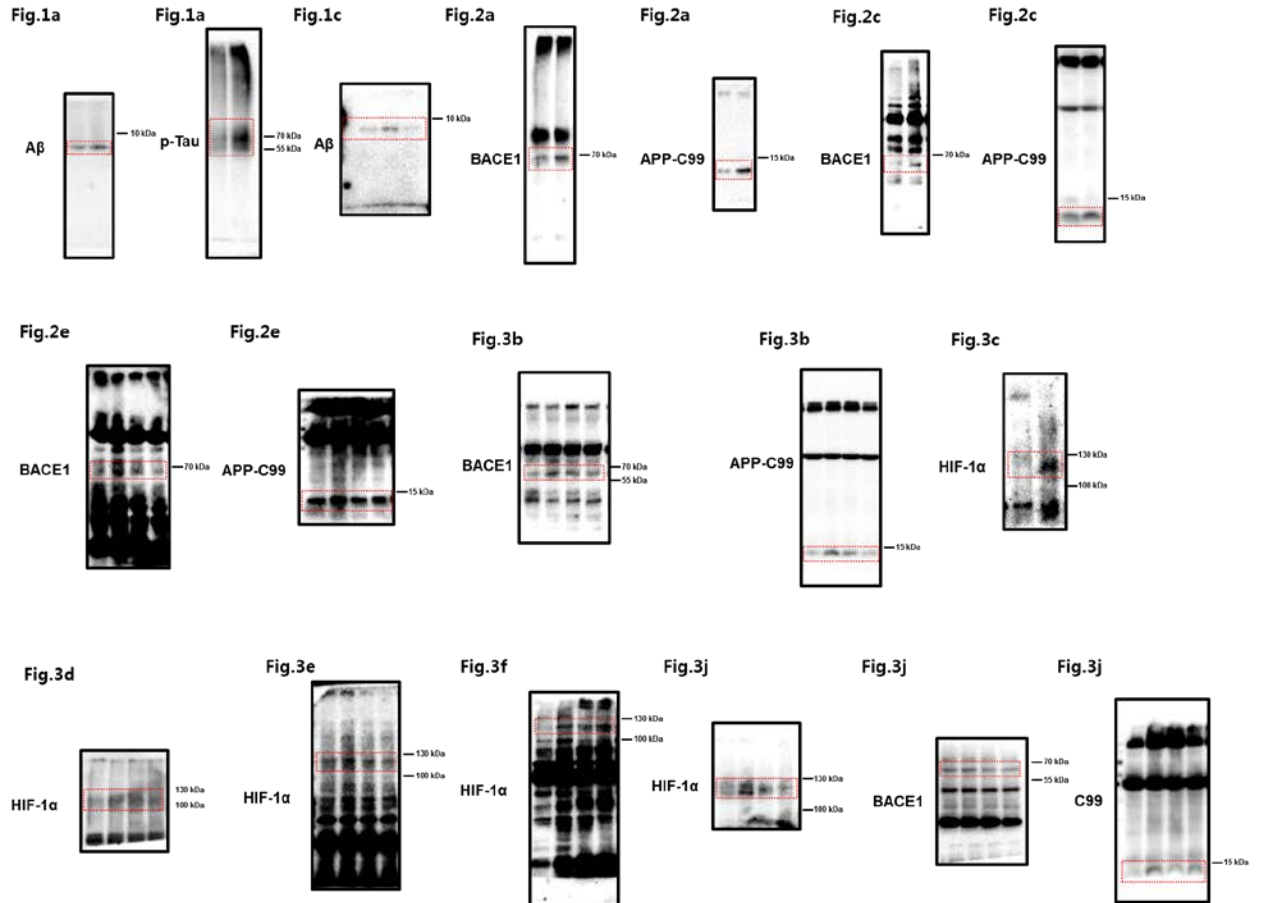 Fig.1a
Fig.1a
Fig.1c
Fig.2a
Fig.2a
Fig.2c
Fig.2c
Aβ
10 kDa
p-Tau
70 kDa
55 kDa
Aβ
10 kDa
BACE1
70 kDa
APP-C99
15 kDa
BACE1
70 kDa
APP-C99
15 kDa
Fig.2e
Fig.2e
Fig.3b
Fig.3b
Fig.3c
BACE1
70 kDa
APP-C99
15 kDa
BACE1
70 kDa
55 kDa
APP-C99
15 kDa
HIF-1α
130 kDa
100 kDa
Fig.3d
Fig.3e
Fig.3f
Fig.3j
Fig.3j
Fig.3j
HIF-1α
130 kDa
100 kDa
HIF-1α
130 kDa
100 kDa
HIF-1α
130 kDa
100 kDa
HIF-1α
130 kDa
100 kDa
BACE1
70 kDa
55 kDa
C99
15 kDa